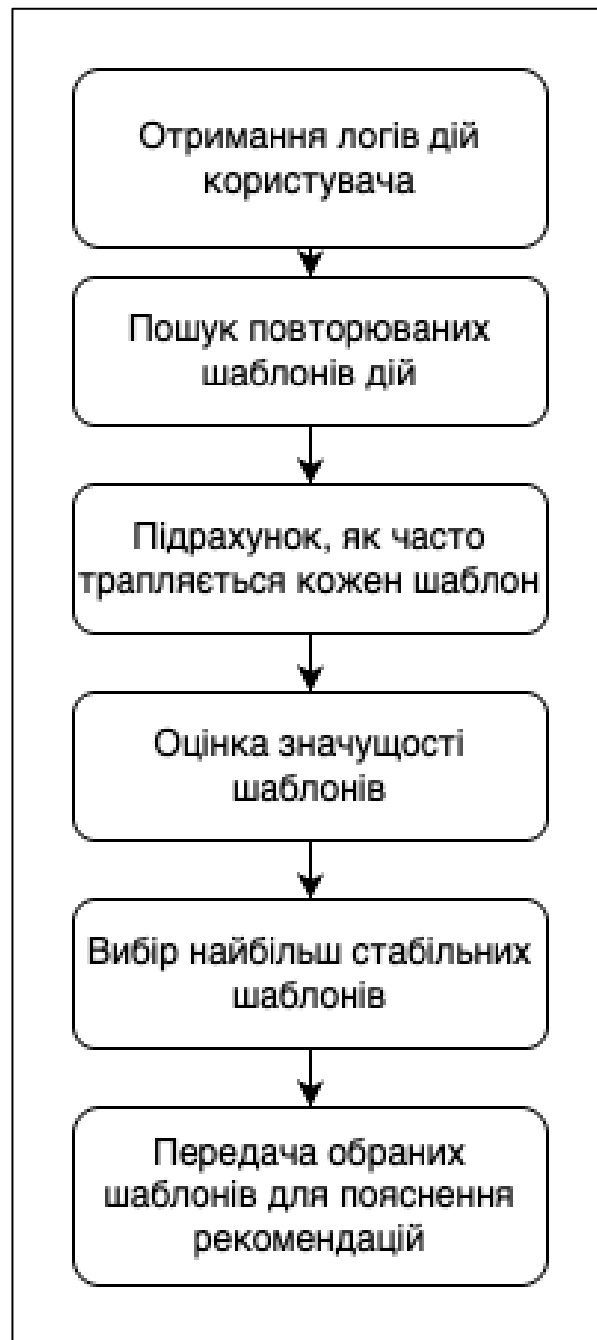 Отримання логів дій
користувача
Пошук повторюваних
шаблонів дій
Підрахунок, як часто
трапляється кожен шаблон
Оцінка значущості
шаблонів
Вибір найбільш стабільних
шаблонів
Передача обраних
шаблонів для пояснення
рекомендацій